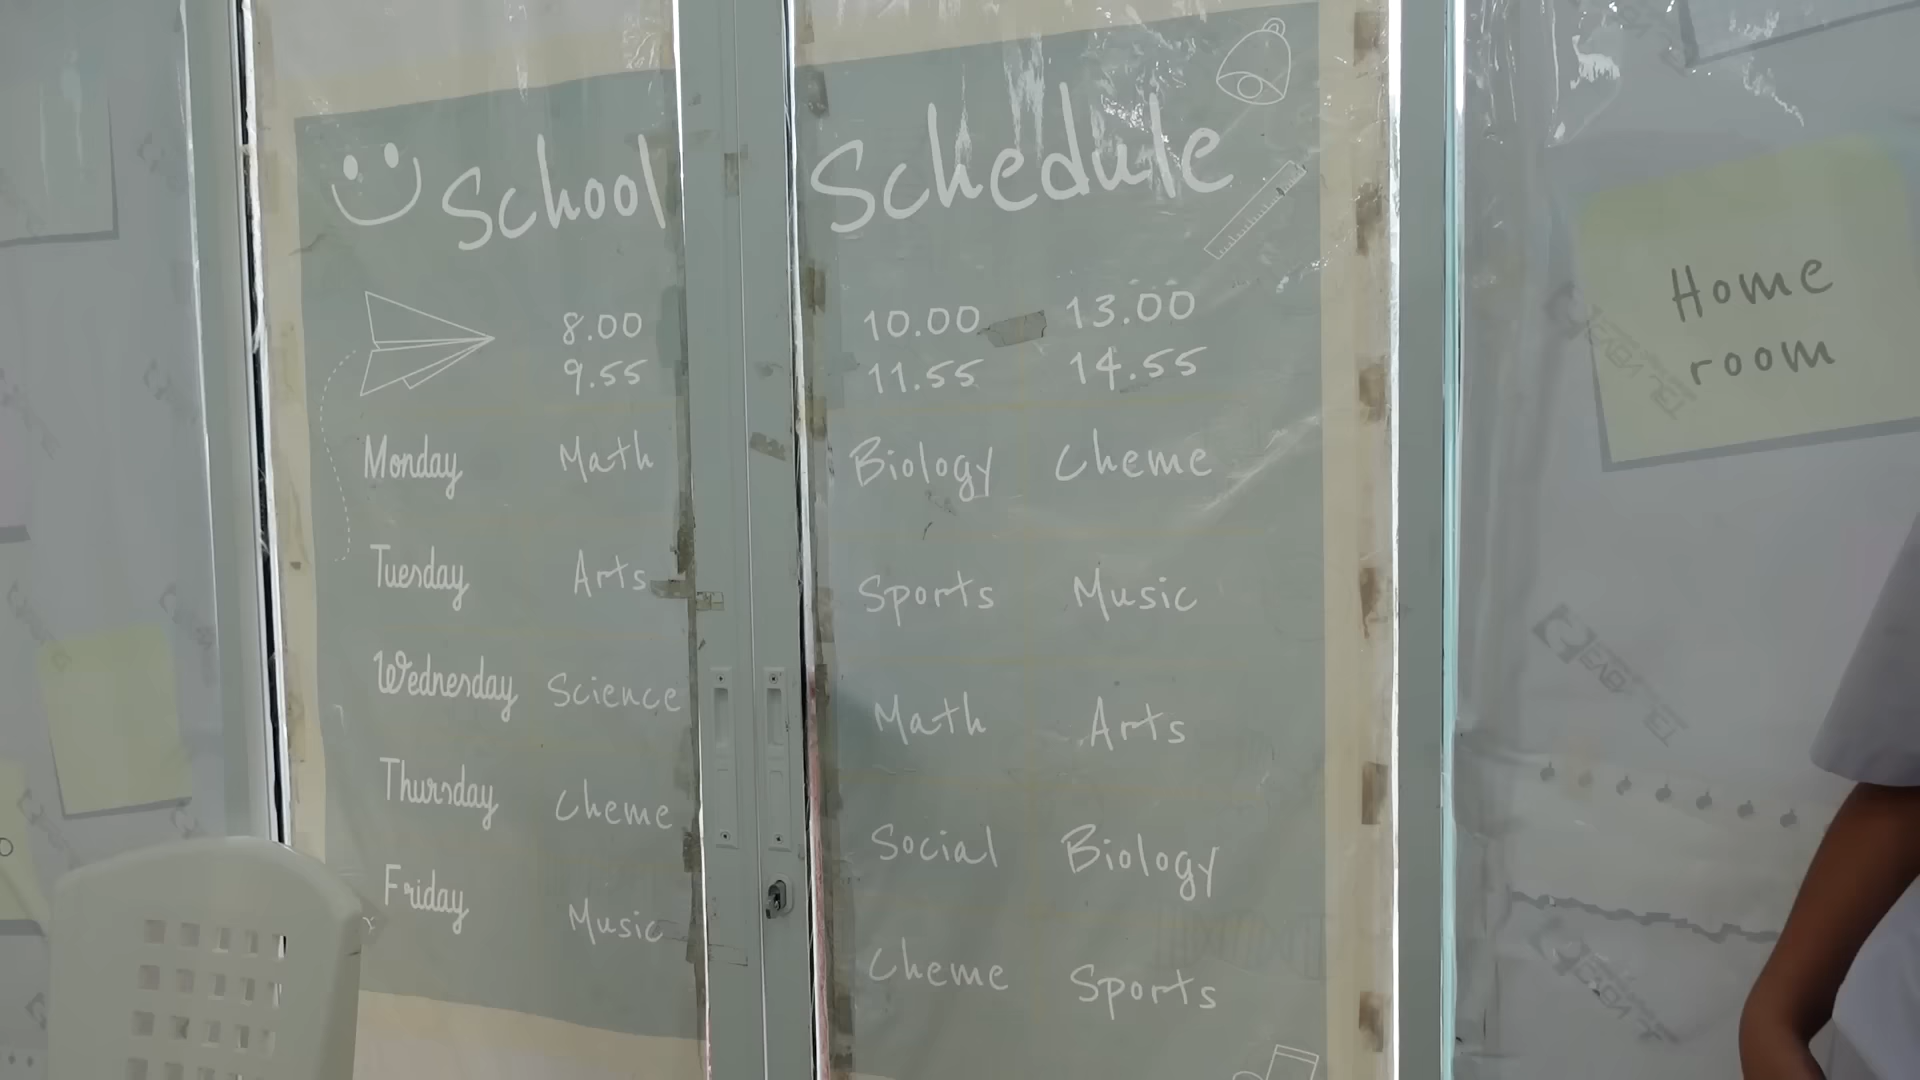 School Schedule
8.00 10.00 13.00
9.55 11.55 14.55
Monday Math Biology Cheme
Tuesday Arts Sports Music
Wednesday Science Math Arts
Thursday Cheme Social Biology
Friday Music Cheme Sports
Home
room